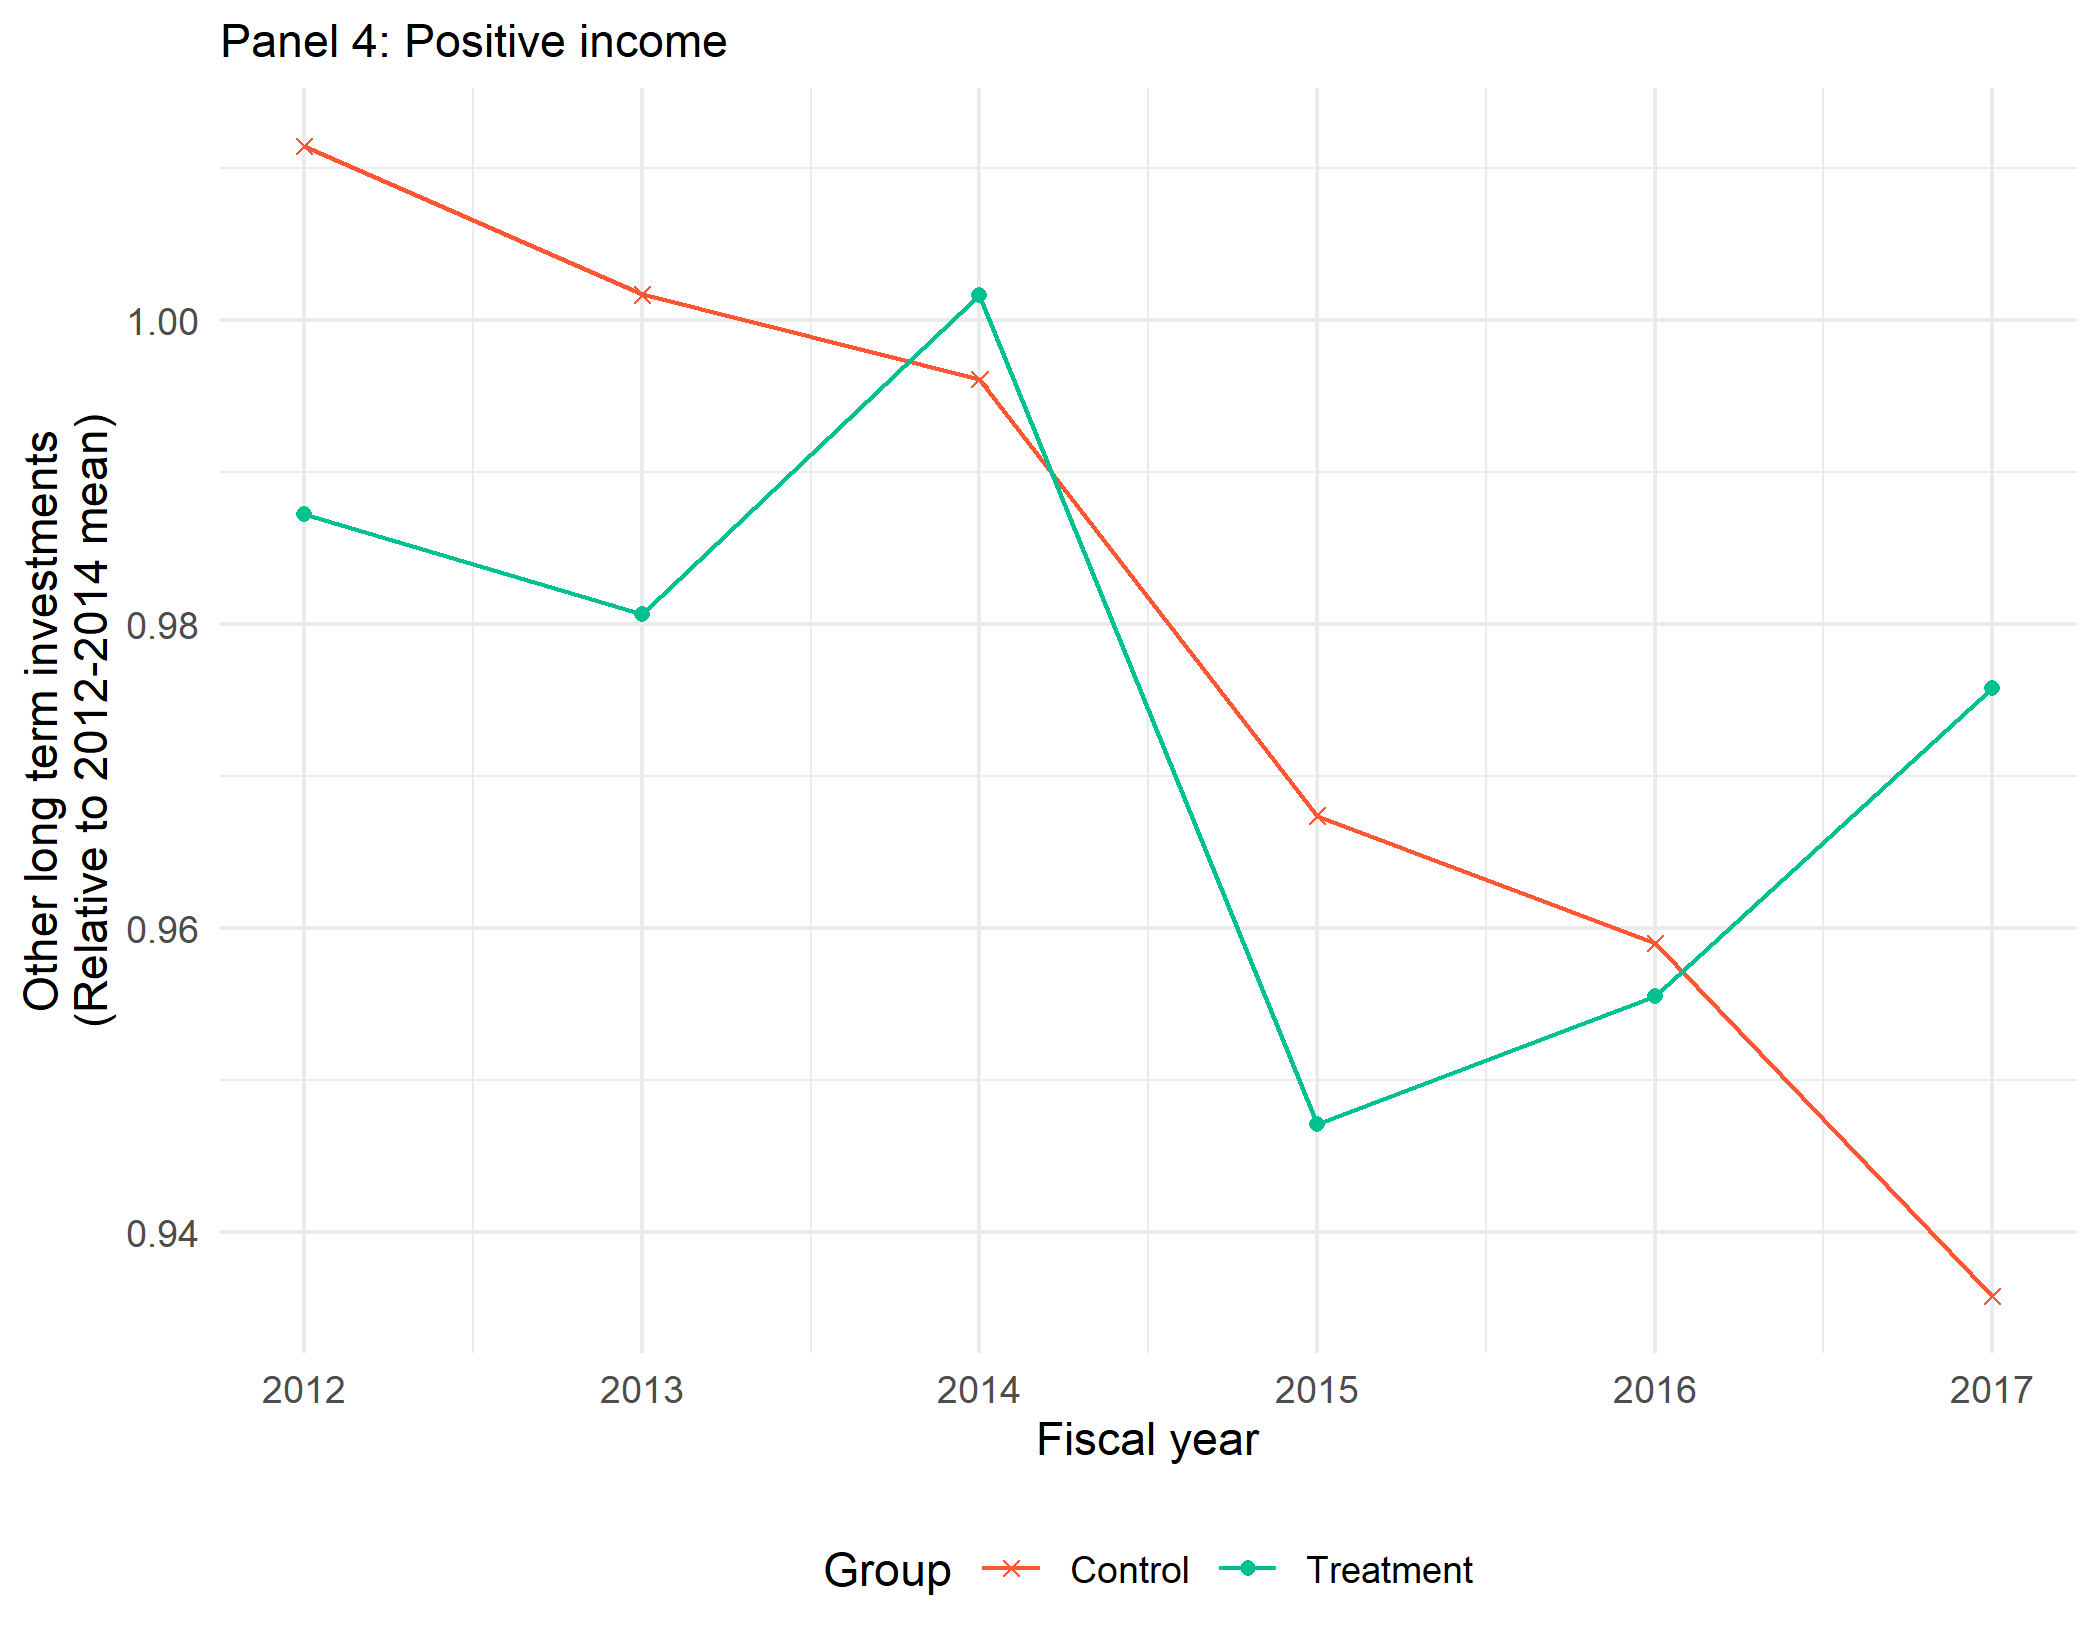 Panel 4: Positive income
Other long term investments
(Relative to 2012-2014 mean)
1.00
0.98
0.96
0.94
2012 2013 2014 2015 2016 2017
Fiscal year
Group Control Treatment